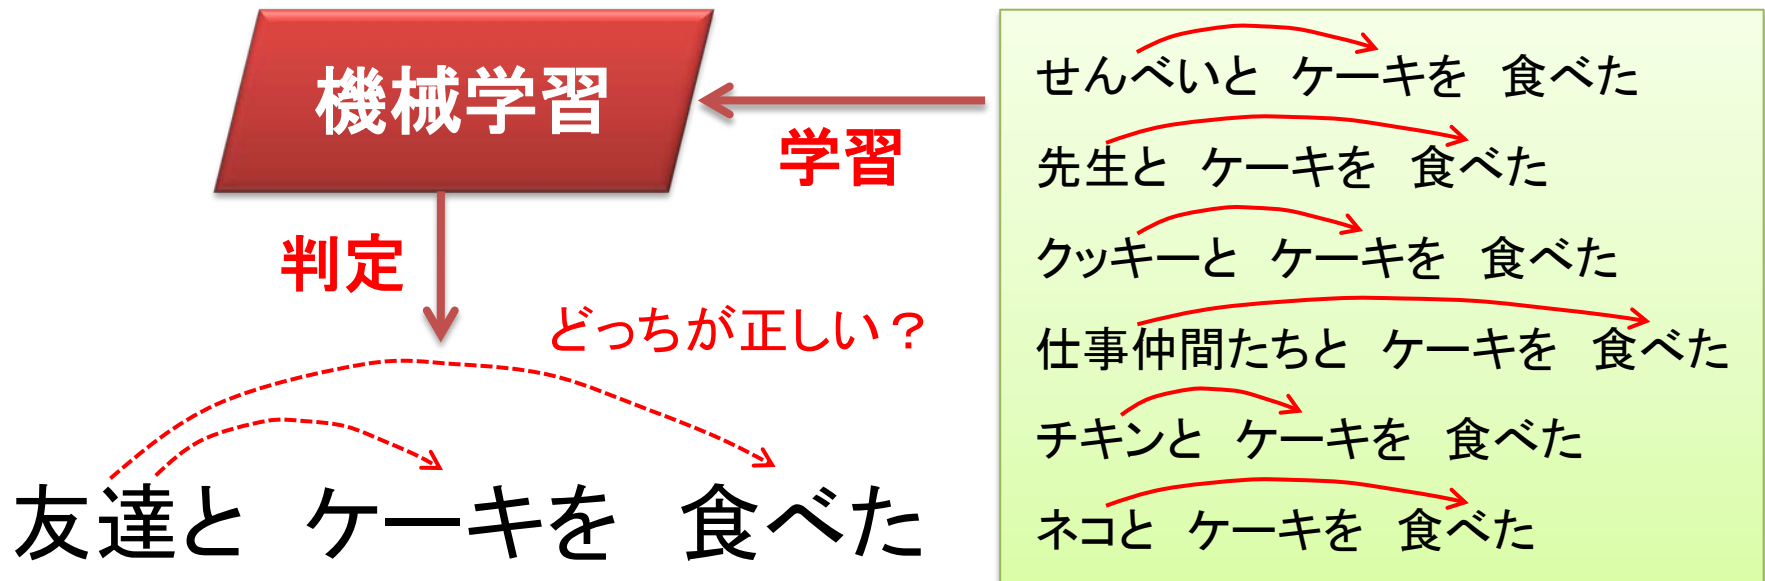 機械学習
学習
判定
どっちが正しい？
友達と ケーキを 食べた
せんべいと ケーキを 食べた
先生と ケーキを 食べた
クッキーと ケーキを 食べた
仕事仲間たちと ケーキを 食べた
チキンと ケーキを 食べた
ネコと ケーキを 食べた